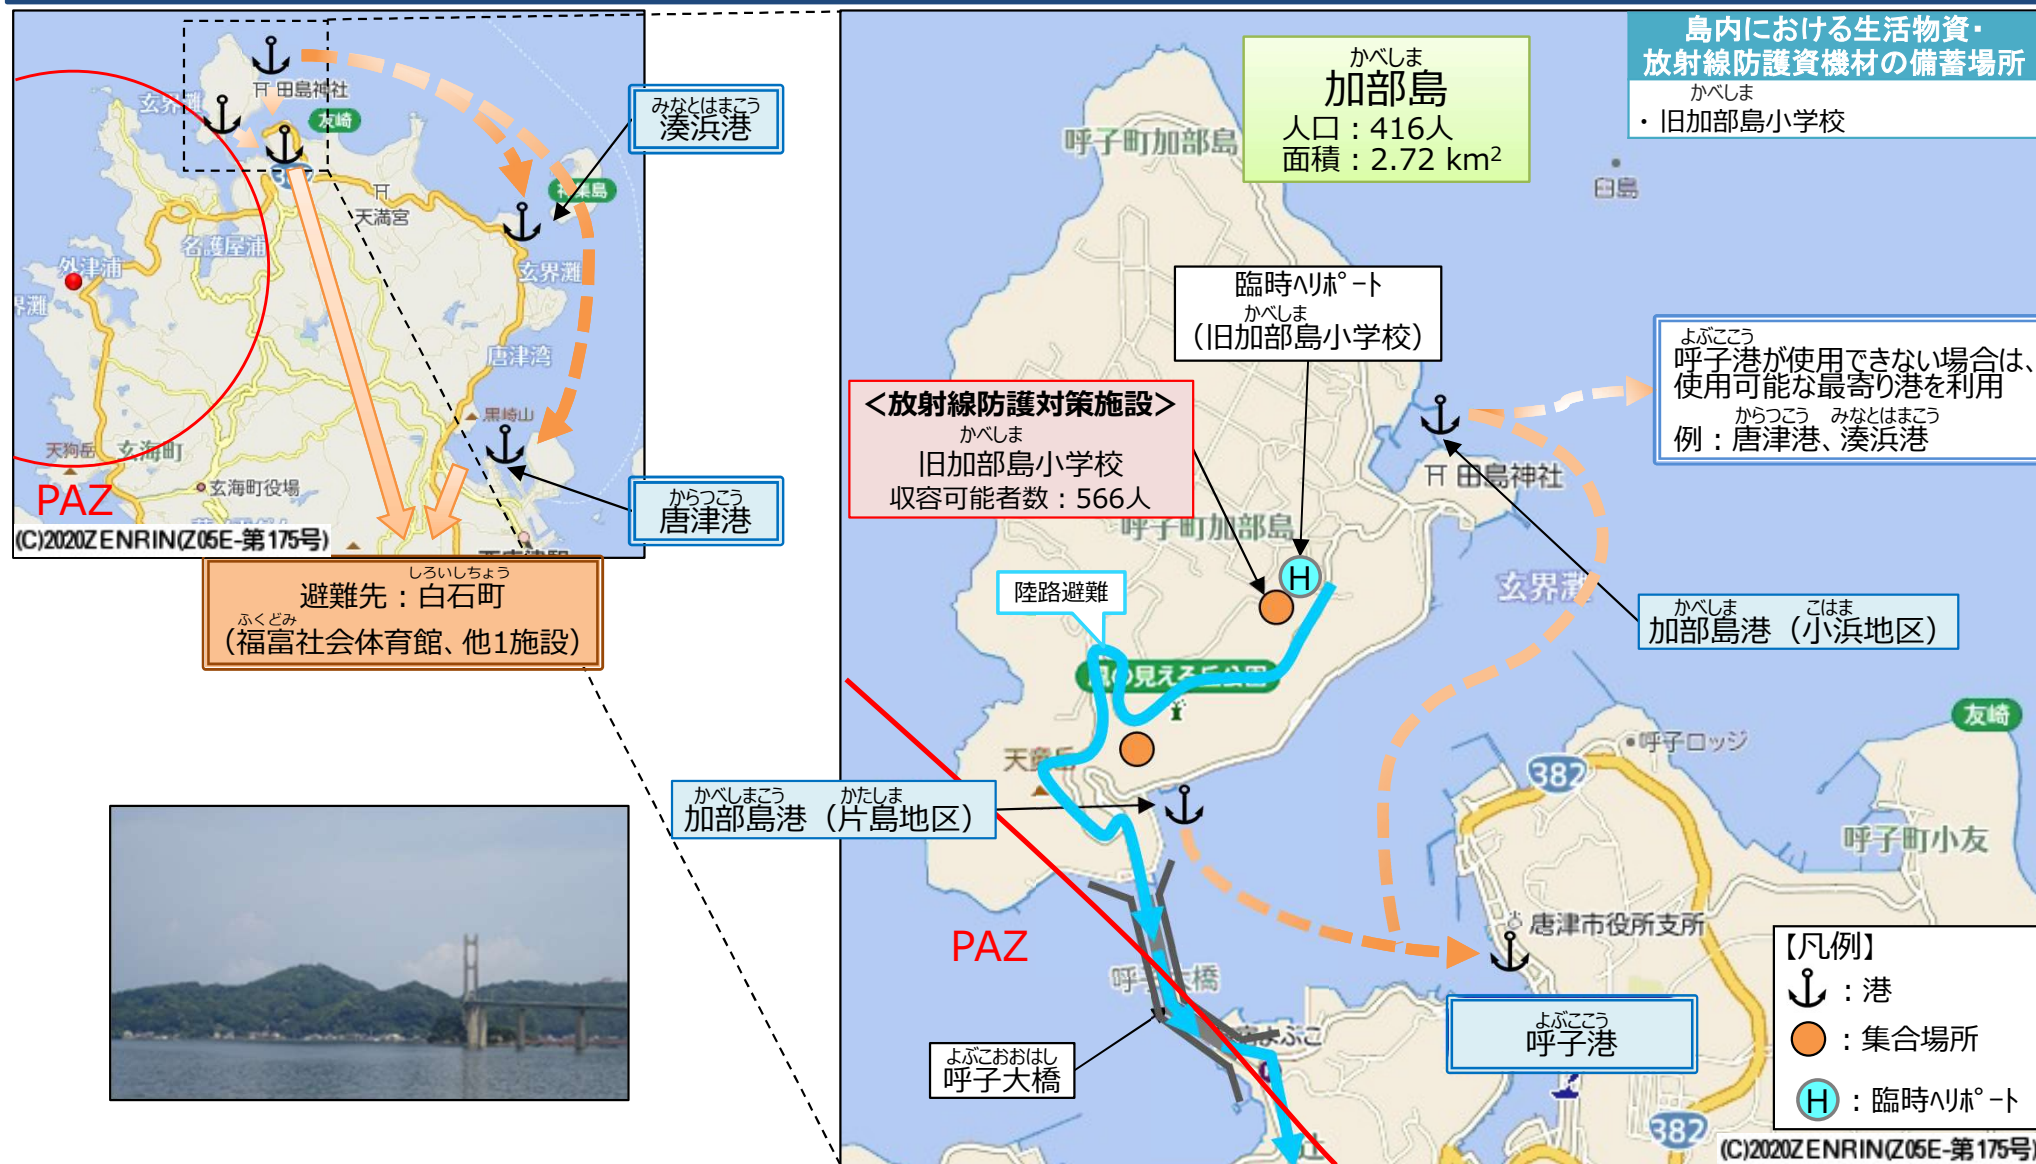 島内における生活物資・
放射線防護資機材の備蓄場所
かべしま
・旧加部島小学校
かべしま
加部島
人口：416人
面積：2.72 km²
玄界灘
田島神社
友崎
天満宮
名護屋浦
外津浦
玄界灘
唐津湾
黒崎山
天狗岳
玄海町
玄海町役場
PAZ
(C)2020ZENRIN(Z05E-第175号)
みなとはまこう
湊浜港
からつこう
唐津港
しろいしちょう
避難先：白石町
ふくどみ
（福富社会体育館、他1施設）
呼子町加部島
臼島
臨時ﾍﾘﾎﾟｰﾄ
かべしま
（旧加部島小学校）
＜放射線防護対策施設＞
かべしま
旧加部島小学校
収容可能者数：566人
よぶここう
呼子港が使用できない場合は、
使用可能な最寄り港を利用
からつこう みなとはまこう
例：唐津港、湊浜港
田島神社
呼子町加部島
H
陸路避難
玄界灘
かべしま こはま
加部島港（小浜地区）
風の見える丘公園
友崎
呼子ロッジ
382
天童岳
かべしまこう かたしま
加部島港（片島地区）
呼子町小友
唐津市役所支所
PAZ
呼子大橋
よぶこおおはし
呼子大橋
よぶここう
呼子港
382
【凡例】
：港
：集合場所
H：臨時ﾍﾘﾎﾟｰﾄ
(C)2020ZENRIN(Z05E-第175号)